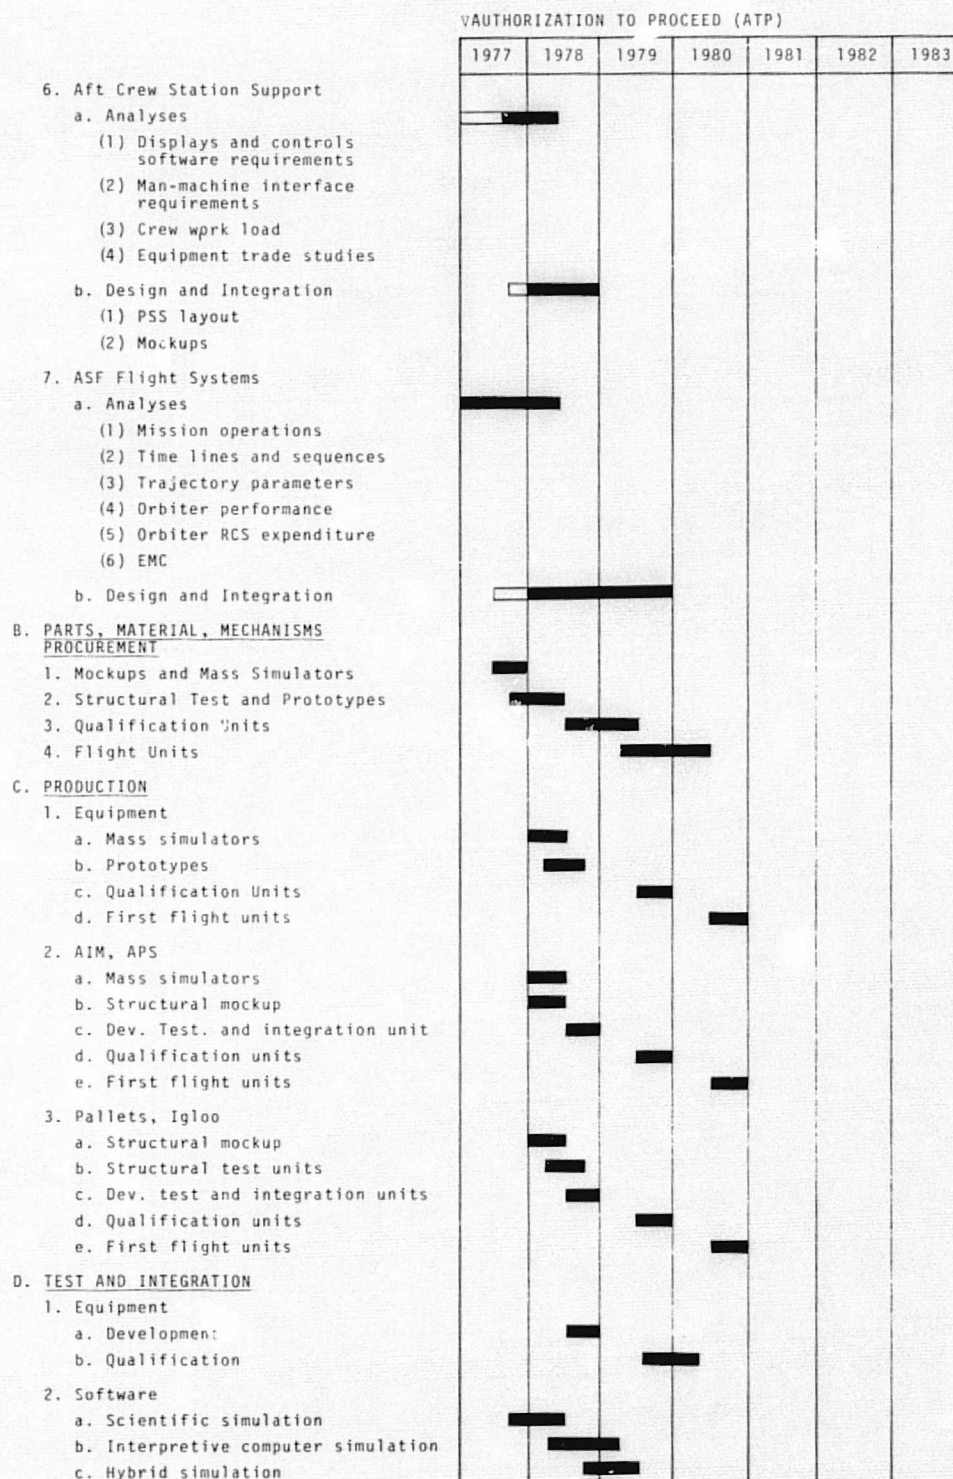 ▽AUTHORIZATION TO PROCEED (ATP)
1977 1978 1979 1980 1981 1982 1983
6. Aft Crew Station Support
a. Analyses
(1) Displays and controls
software requirements
(2) Man-machine interface
requirements
(3) Crew work load
(4) Equipment trade studies
b. Design and Integration
(1) PSS layout
(2) Mockups
7. ASF Flight Systems
a. Analyses
(1) Mission operations
(2) Time lines and sequences
(3) Trajectory parameters
(4) Orbiter performance
(5) Orbiter RCS expenditure
(6) EMC
b. Design and Integration
B. PARTS, MATERIAL, MECHANISMS
PROCUREMENT
1. Mockups and Mass Simulators
2. Structural Test and Prototypes
3. Qualification Units
4. Flight Units
C. PRODUCTION
1. Equipment
a. Mass simulators
b. Prototypes
c. Qualification Units
d. First flight units
2. AIM, APS
a. Mass simulators
b. Structural mockup
c. Dev. Test. and integration unit
d. Qualification units
e. First flight units
3. Pallets, Igloo
a. Structural mockup
b. Structural test units
c. Dev. test and integration units
d. Qualification units
e. First flight units
D. TEST AND INTEGRATION
1. Equipment
a. Development
b. Qualification
2. Software
a. Scientific simulation
b. Interpretive computer simulation
c. Hybrid simulation